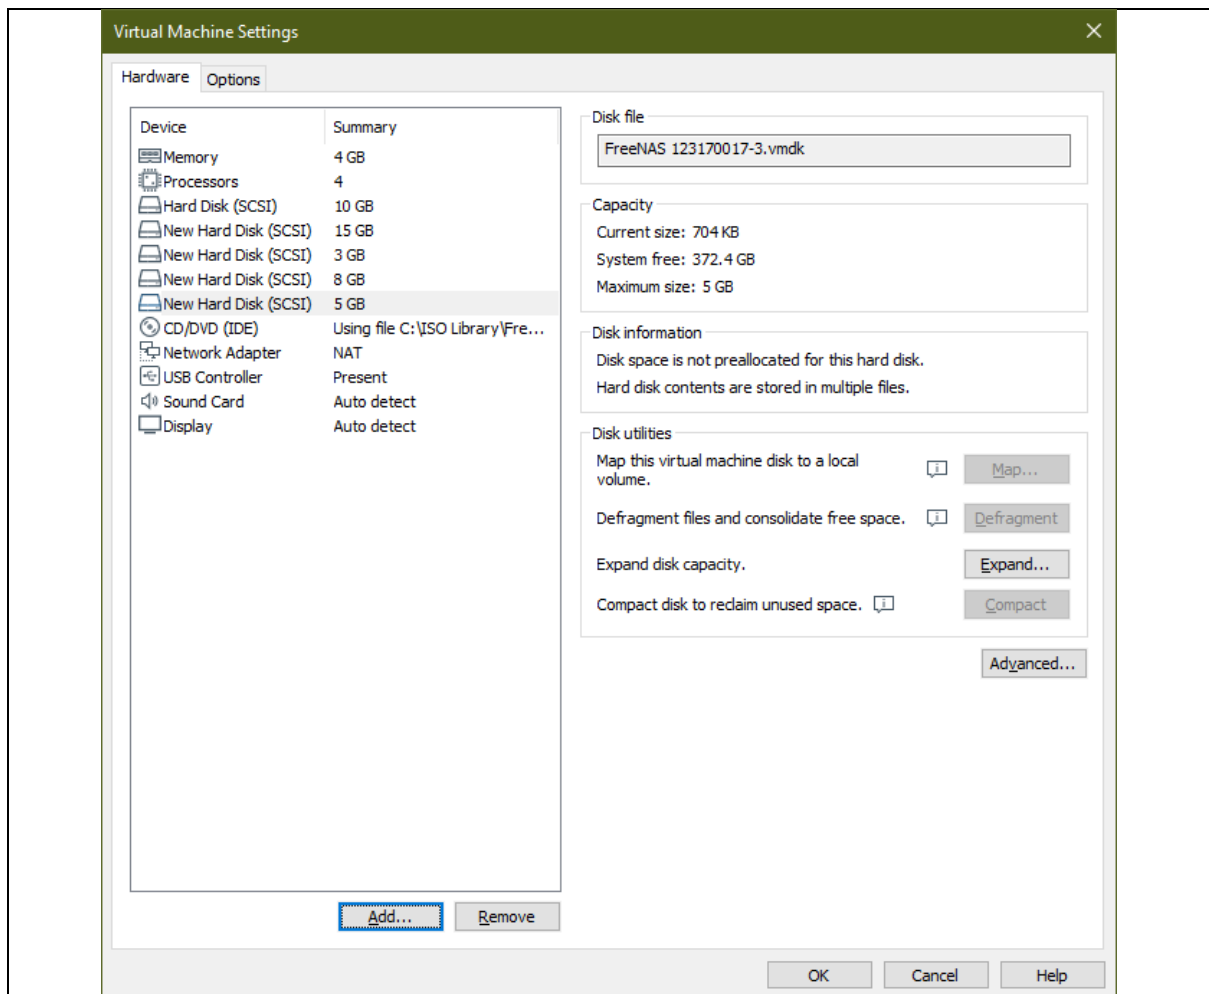 Virtual Machine Settings
Hardware Options
Device Summary
Memory 4 GB
Processors 4
Hard Disk (SCSI) 10 GB
New Hard Disk (SCSI) 15 GB
New Hard Disk (SCSI) 3 GB
New Hard Disk (SCSI) 8 GB
New Hard Disk (SCSI) 5 GB
CD/DVD (IDE) Using file C:\ISO Library\Fre...
Network Adapter NAT
USB Controller Present
Sound Card Auto detect
Display Auto detect
Add... Remove
Disk file
FreeNAS 123170017-3.vmdk
Capacity
Current size: 704 KB
System free: 372.4 GB
Maximum size: 5 GB
Disk information
Disk space is not preallocated for this hard disk.
Hard disk contents are stored in multiple files.
Disk utilities
Map this virtual machine disk to a local
volume.
Map...
Defragment files and consolidate free space. Defragment
Expand disk capacity. Expand...
Compact disk to reclaim unused space. Compact
Advanced...
OK Cancel Help